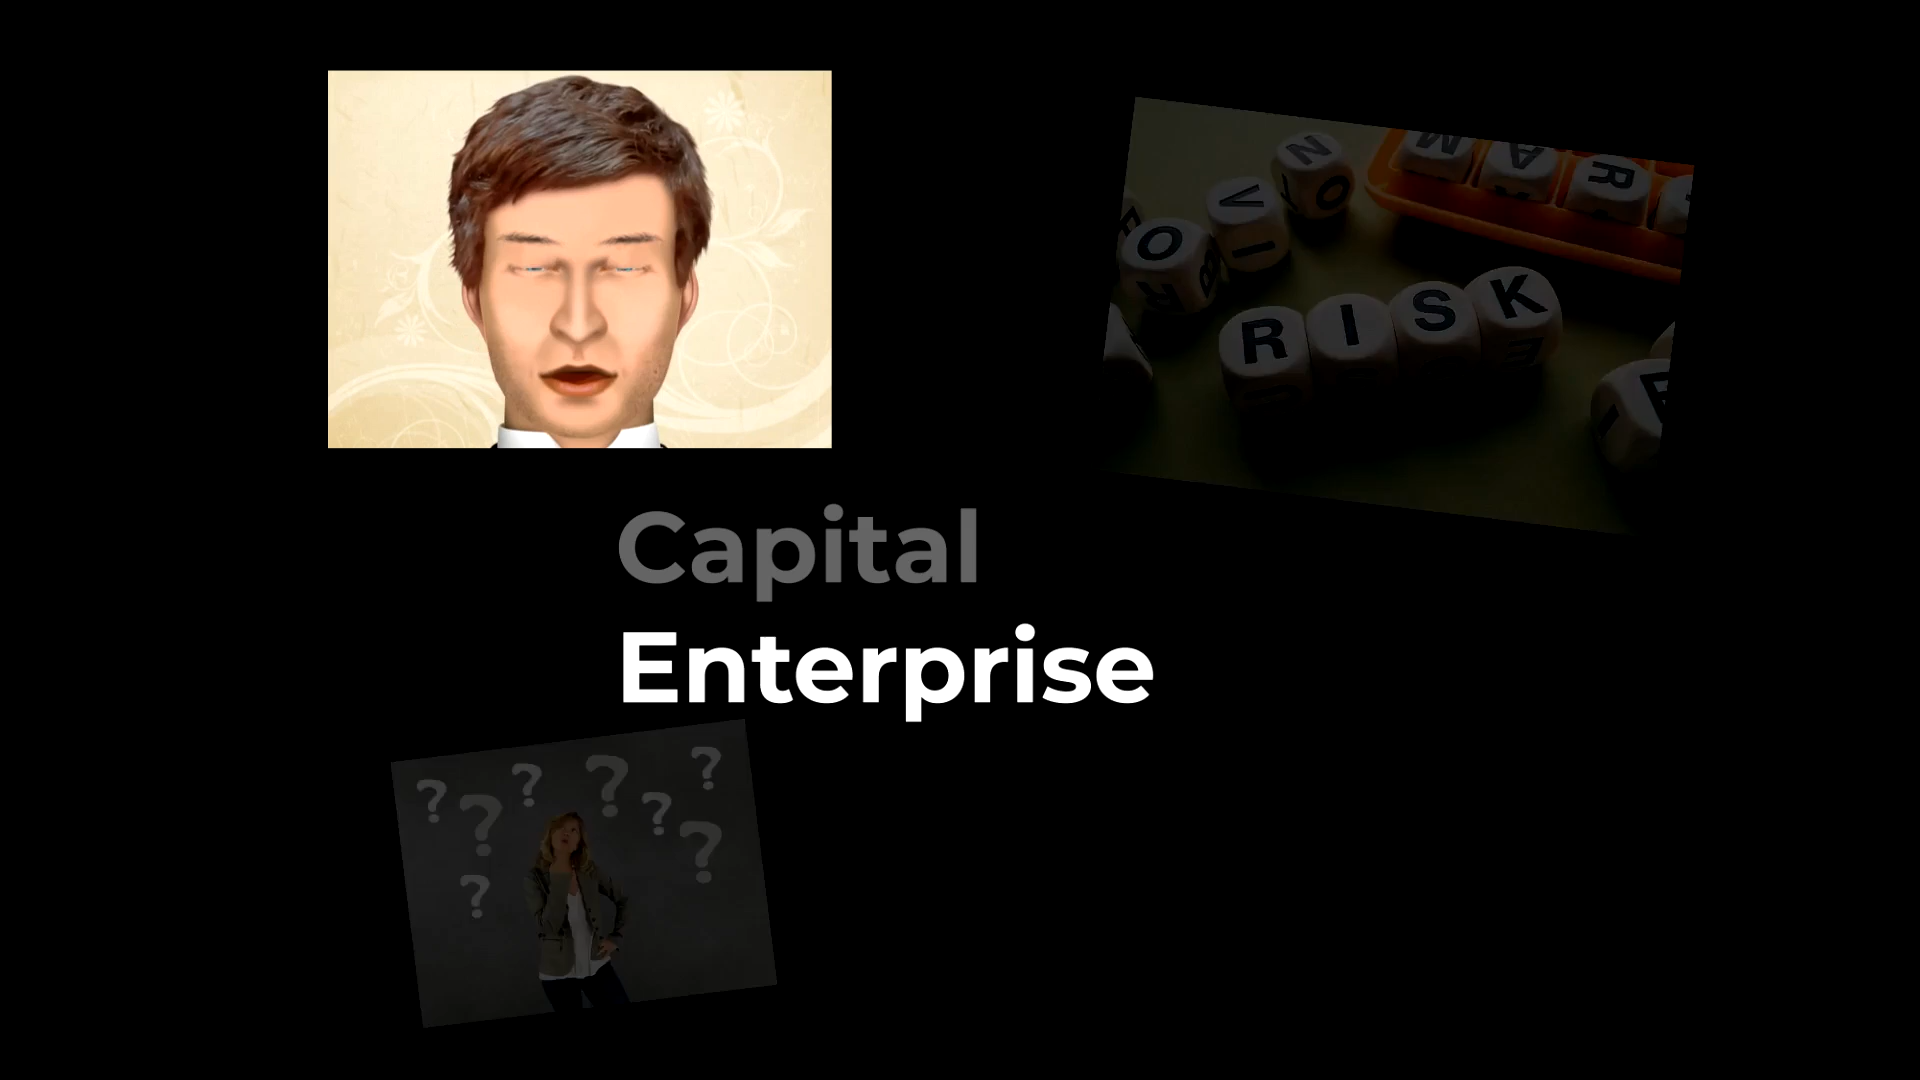 N
V
O
RISK
M A R
Capital
Enterprise
? ? ? ? ? ? ? ?